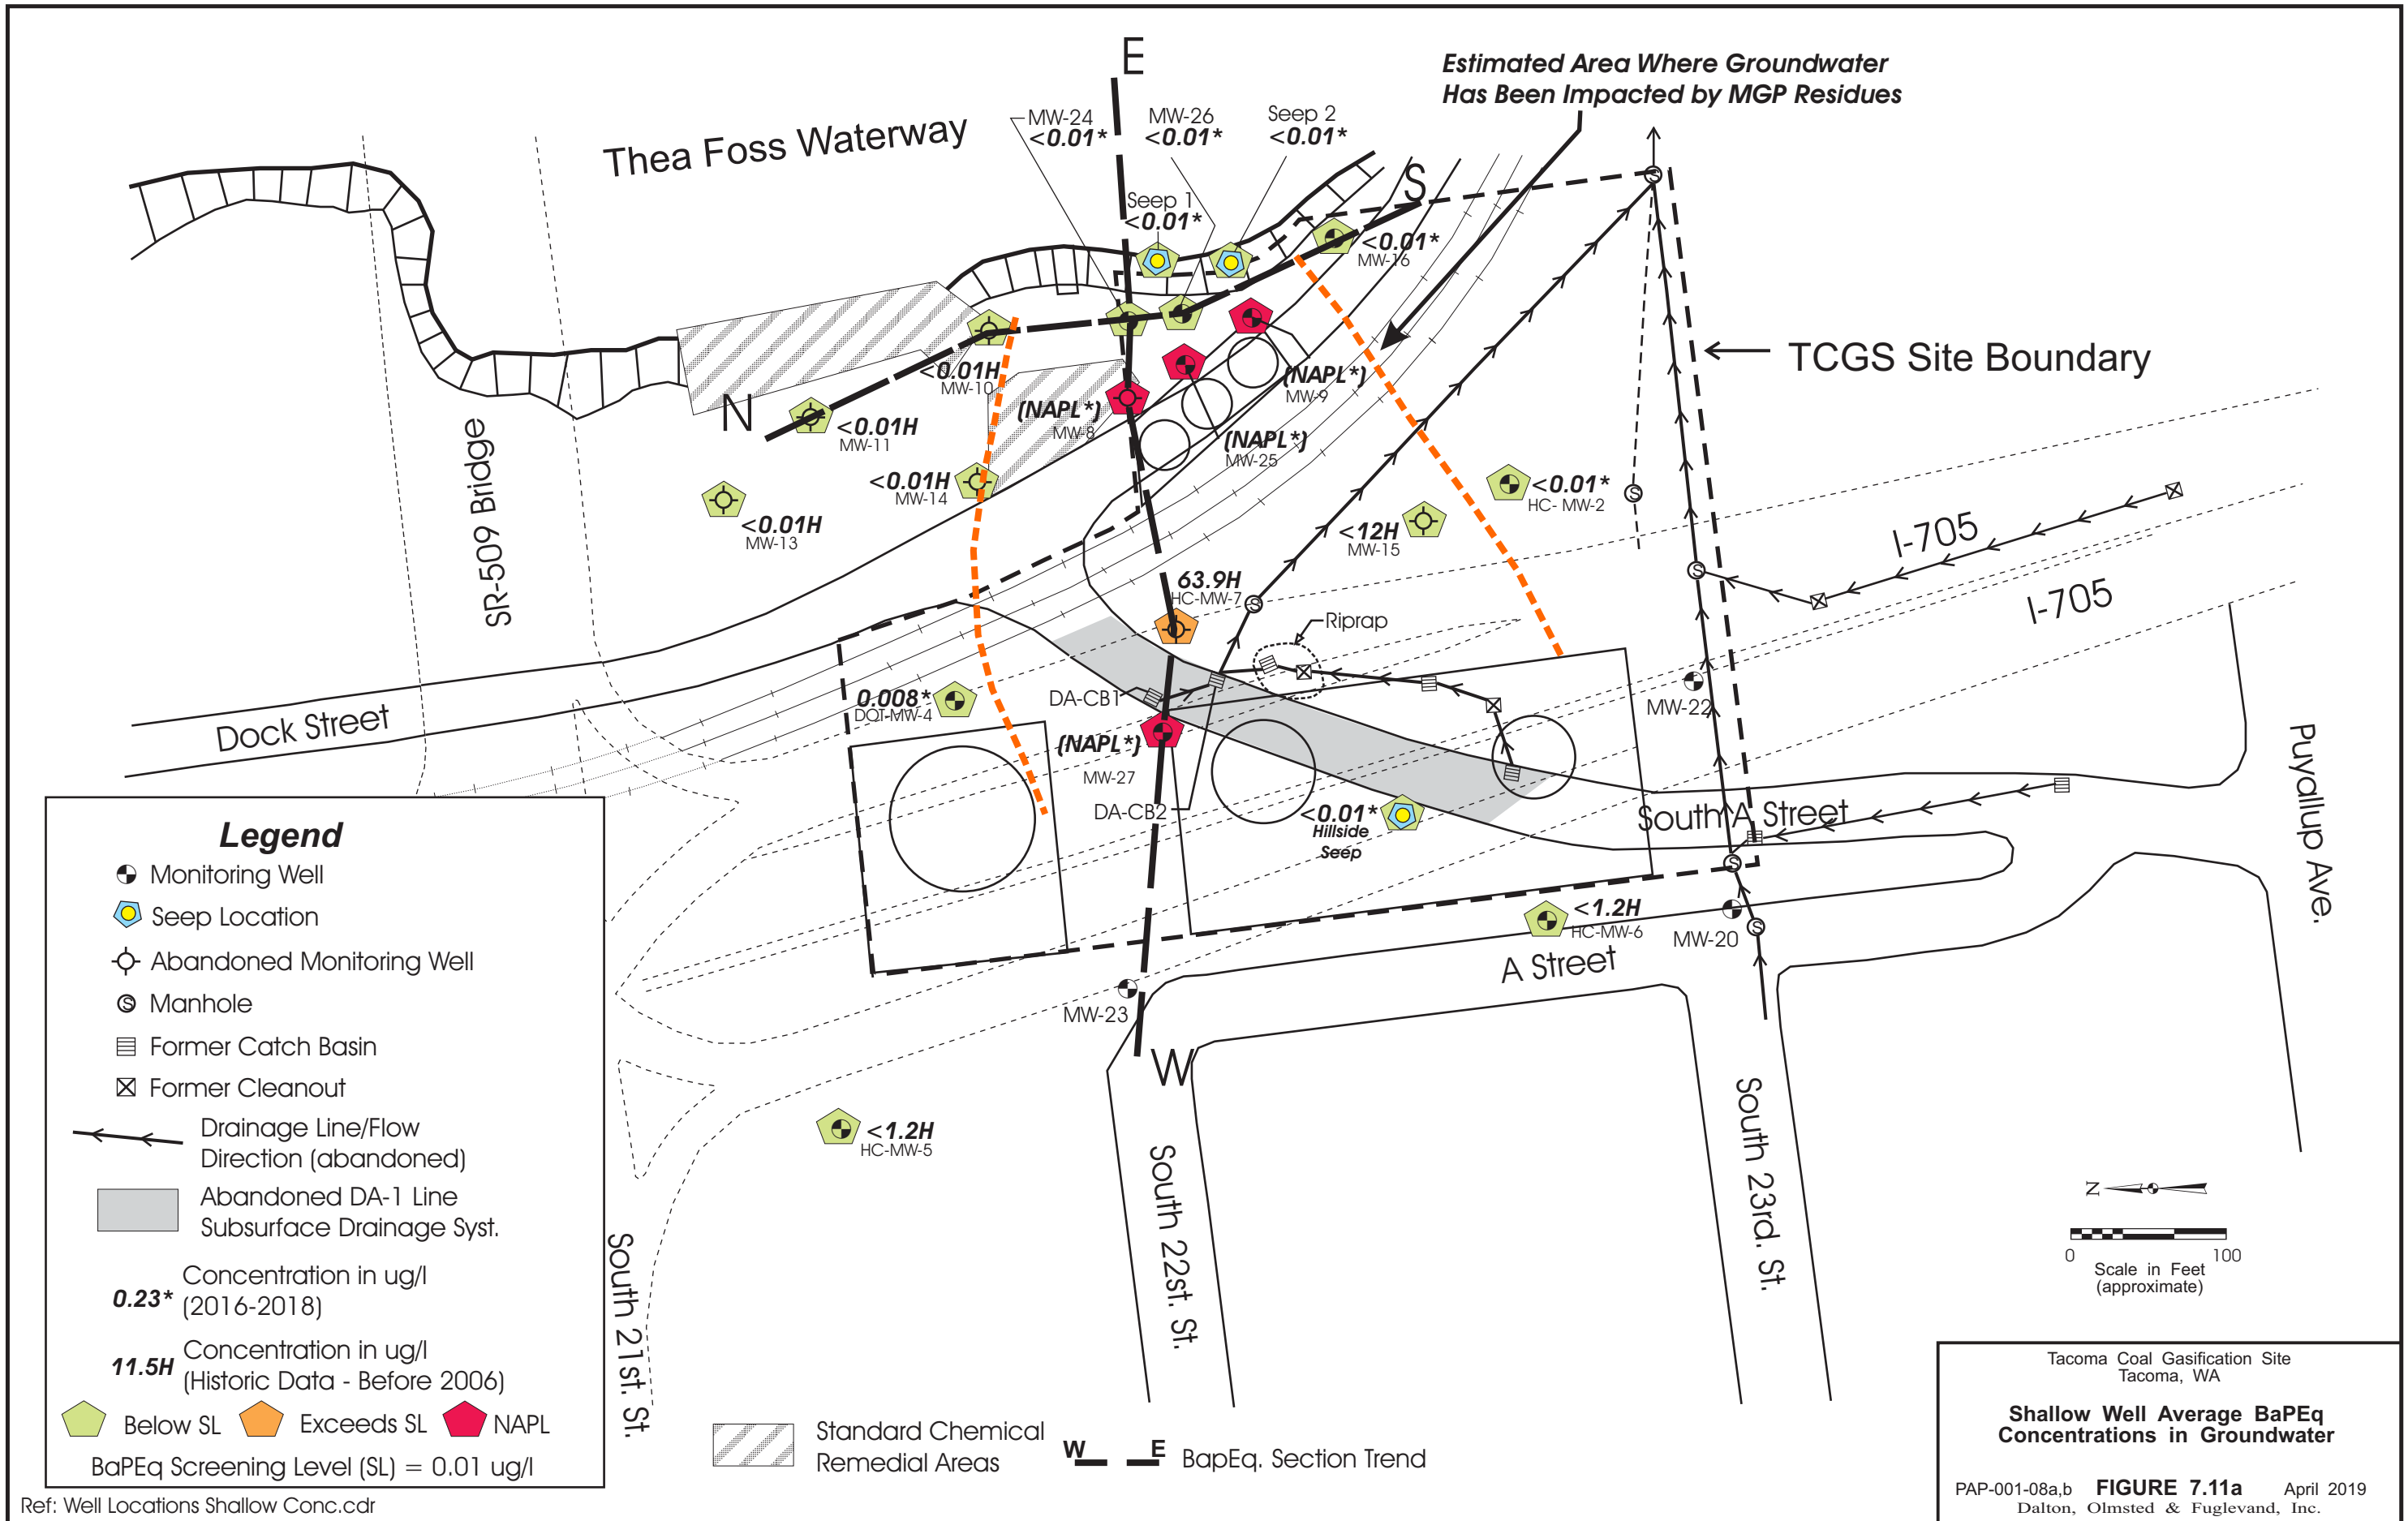 E
Estimated Area Where Groundwater
Has Been Impacted by MGP Residues
Thea Foss Waterway
MW-24
<0.01*
MW-26
<0.01*
Seep 2
<0.01*
Seep 1
<0.01*
S
<0.01*
MW-16
TCGS Site Boundary
<0.01H
MW-10
N
<0.01H
MW-11
(NAPL*)
MW-8
(NAPL*)
MW-9
(NAPL*)
MW-25
<0.01H
MW-14
<0.01H
MW-13
SR-509 Bridge
<0.01*
HC- MW-2
<12H
MW-15
I-705
I-705
63.9H
HC-MW-7
Riprap
0.008*
DOT-MW-4
DA-CB1
MW-22
Dock Street
(NAPL*)
MW-27
DA-CB2
<0.01*
Hillside
Seep
South A Street
Puyallup Ave.
<1.2H
HC-MW-6
MW-20
A Street
MW-23
W
<1.2H
HC-MW-5
South 21st. St.
South 22st. St.
South 23rd. St.
Legend
Monitoring Well
Seep Location
Abandoned Monitoring Well
S Manhole
Former Catch Basin
Former Cleanout
Drainage Line/Flow
Direction (abandoned)
Abandoned DA-1 Line
Subsurface Drainage Syst.
0.23* Concentration in ug/l
(2016-2018)
11.5H Concentration in ug/l
(Historic Data - Before 2006)
Below SL Exceeds SL NAPL
BaPEq Screening Level (SL) = 0.01 ug/l
Ref: Well Locations Shallow Conc.cdr
Standard Chemical
Remedial Areas
W E BapEq. Section Trend
N
0 100
Scale in Feet
(approximate)
Tacoma Coal Gasification Site
Tacoma, WA
Shallow Well Average BaPEq
Concentrations in Groundwater
PAP-001-08a,b FIGURE 7.11a April 2019
Dalton, Olmsted & Fuglevand, Inc.